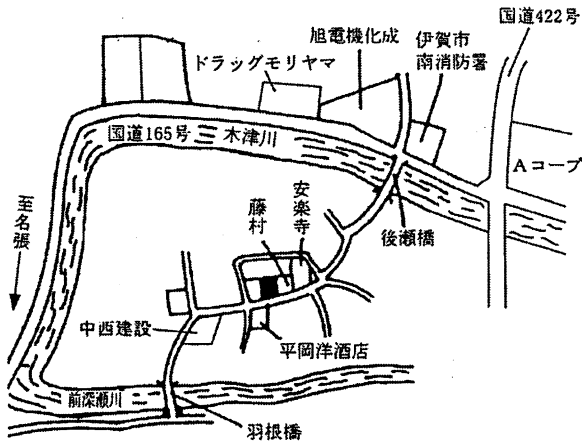 国道422号
旭電機化成
伊賀市
南消防署
ドラッグモリヤマ
国道165号
木津川
Aコープ
至名張
安楽寺
藤村
後瀬橋
中西建設
平岡洋酒店
前深瀬川
羽根橋